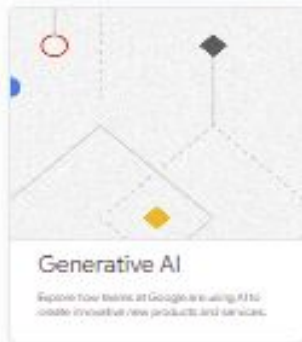 Generative AI
Explore how teams at Google are using AI to
create innovative new products and services.